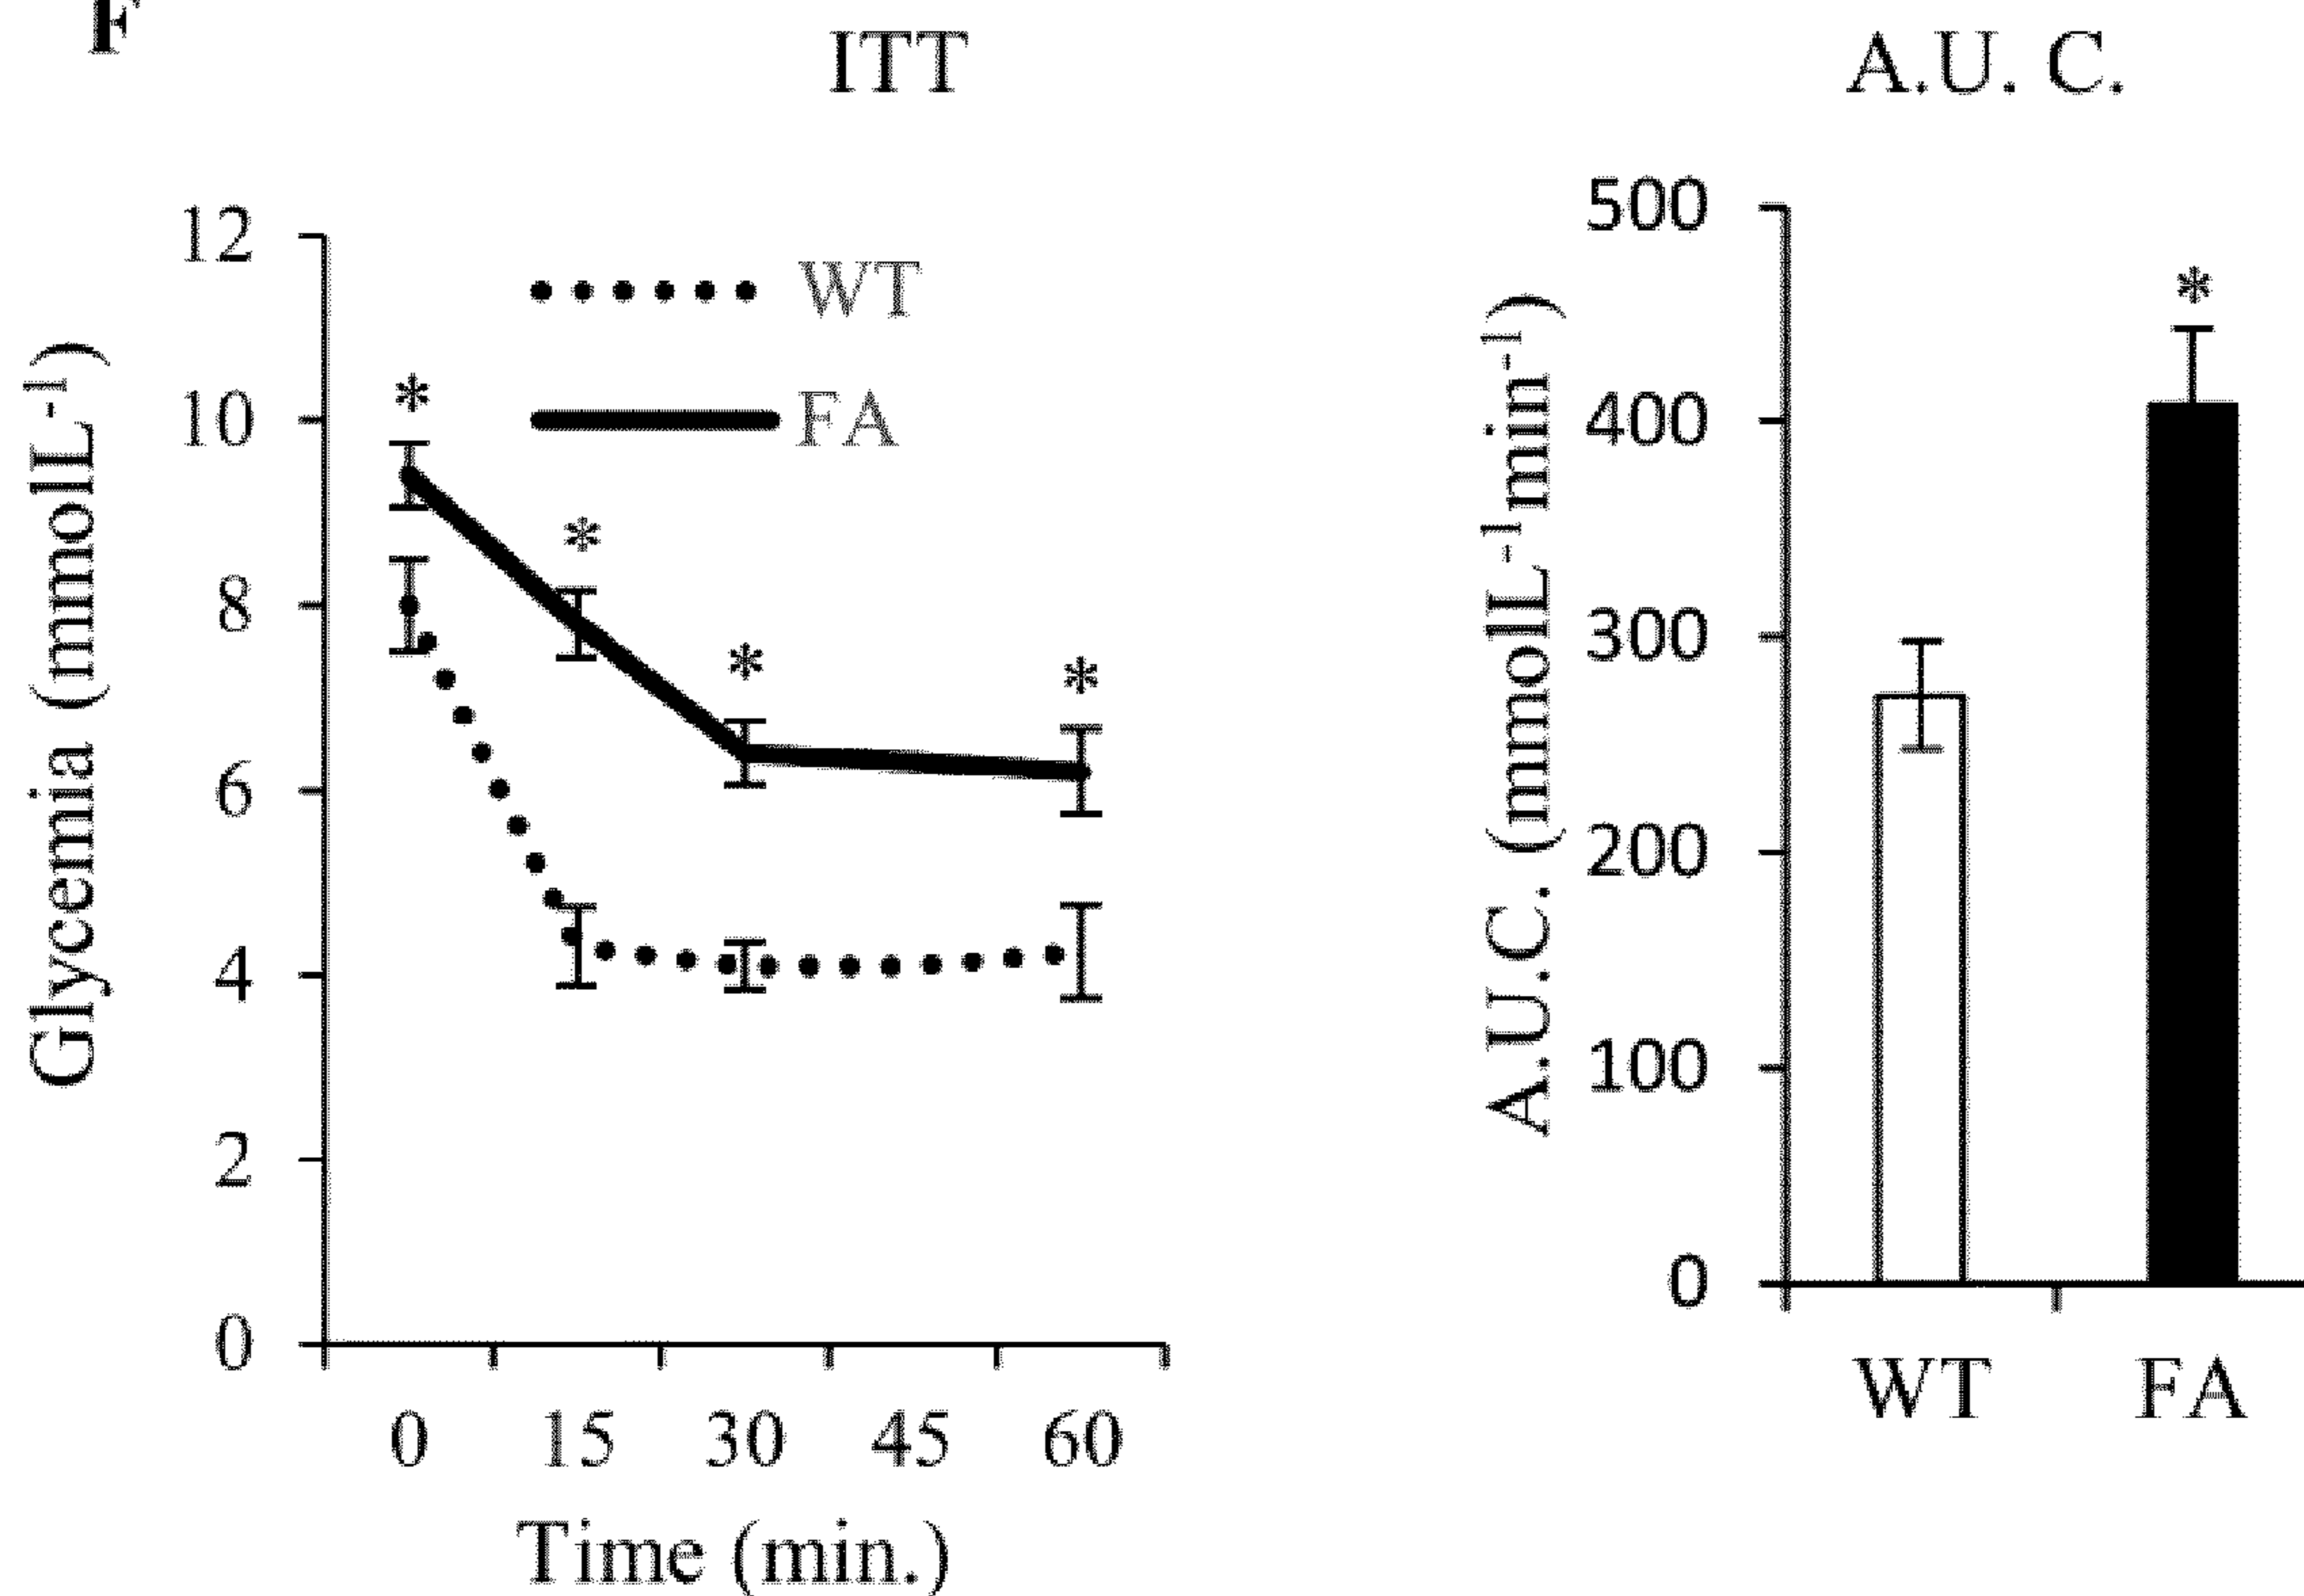 F
ITT
Glycemia (mmolL⁻¹)
12
10
8
6
4
2
0
WT
FA
*
*
*
*
0 15 30 45 60
Time (min.)
A.U. C.
A.U.C. (mmolL⁻¹min⁻¹)
500
400
300
200
100
0
*
WT FA